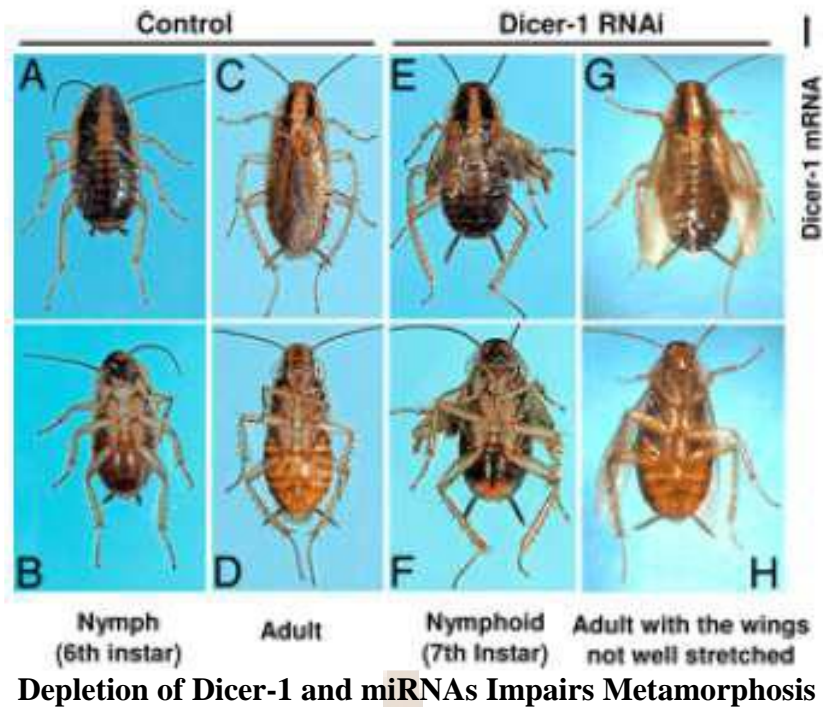 Control
Dicer-1 RNAi
I
A
C
E
G
Dicer-1 mRNA
B
D
F
H
Nymph
(6th instar)
Adult
Nymphoid
(7th Instar)
Adult with the wings
not well stretched
Depletion of Dicer-1 and miRNAs Impairs Metamorphosis